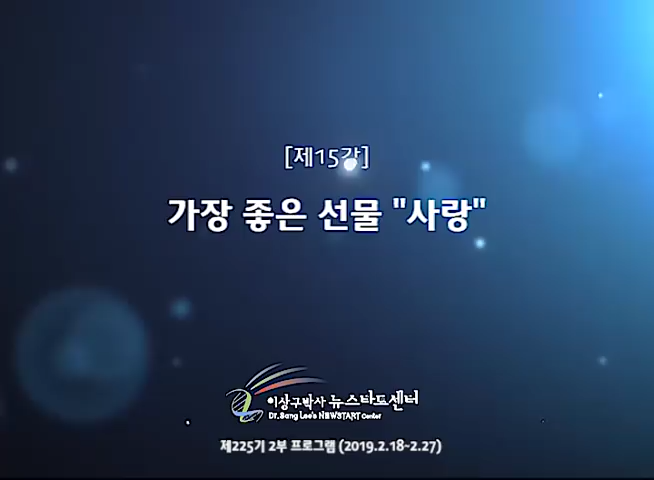 [제15강]
가장 좋은 선물 "사랑"
이상구박사 뉴스타트센터
Dr. Sang Lee's NEWSTART Center
제225기 2부 프로그램 (2019.2.18~2.27)